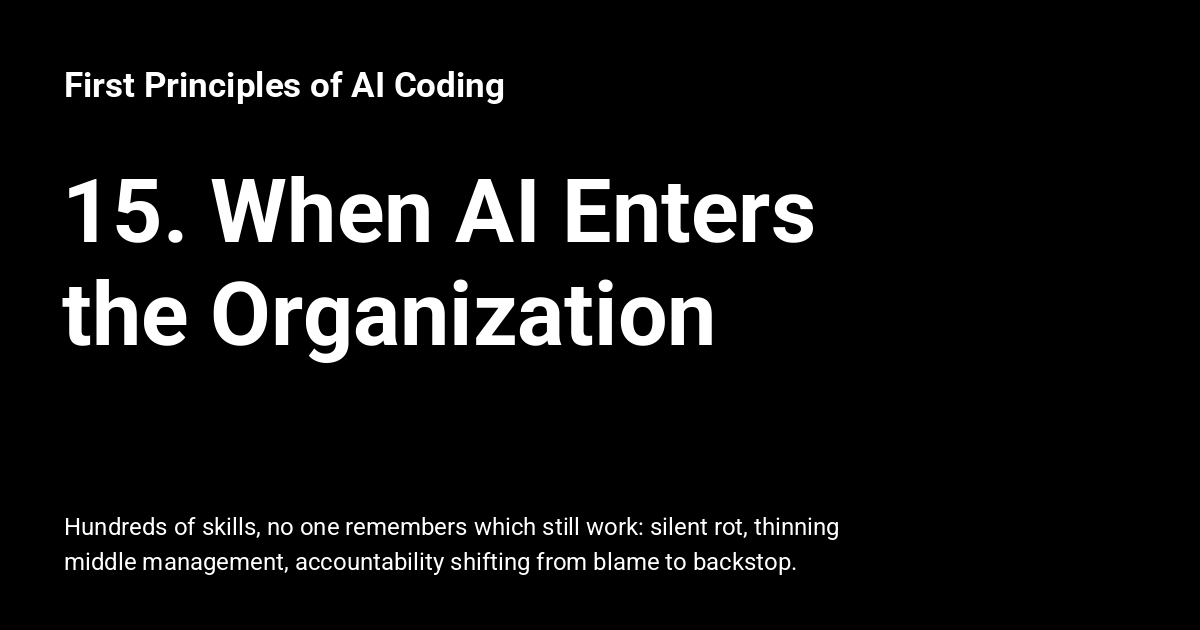 First Principles of AI Coding
15. When AI Enters
the Organization
Hundreds of skills, no one remembers which still work: silent rot, thinning
middle management, accountability shifting from blame to backstop.